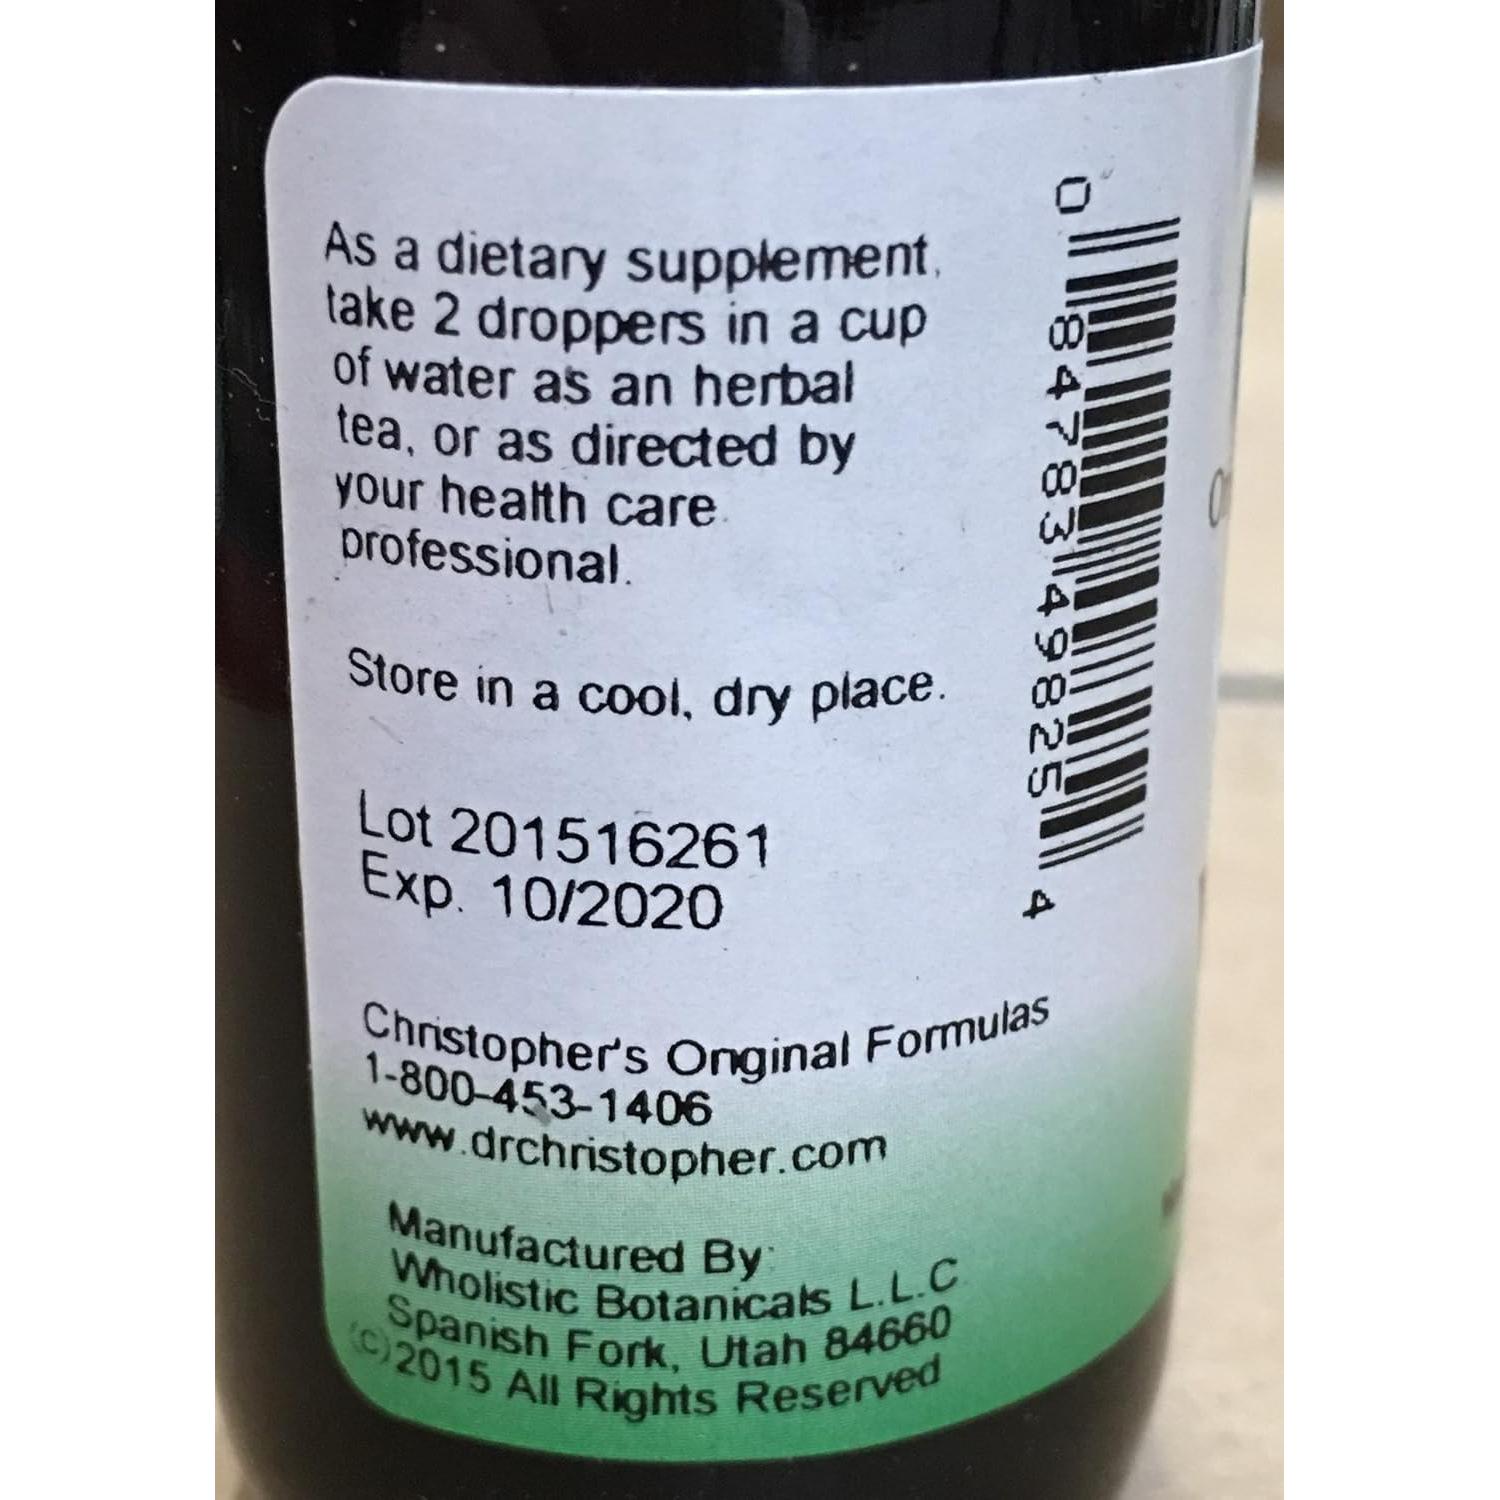 As a dietary supplement,
take 2 droppers in a cup
of water as an herbal
tea, or as directed by
your health care
professional.
Store in a cool, dry place.
Lot 201516261
Exp. 10/2020
Christopher's Original Formulas
1-800-453-1406
www.drchristopher.com
Manufactured By:
Wholistic Botanicals L.L.C
Spanish Fork, Utah 84660
(c)2015 All Rights Reserved
0 84783 49825 4